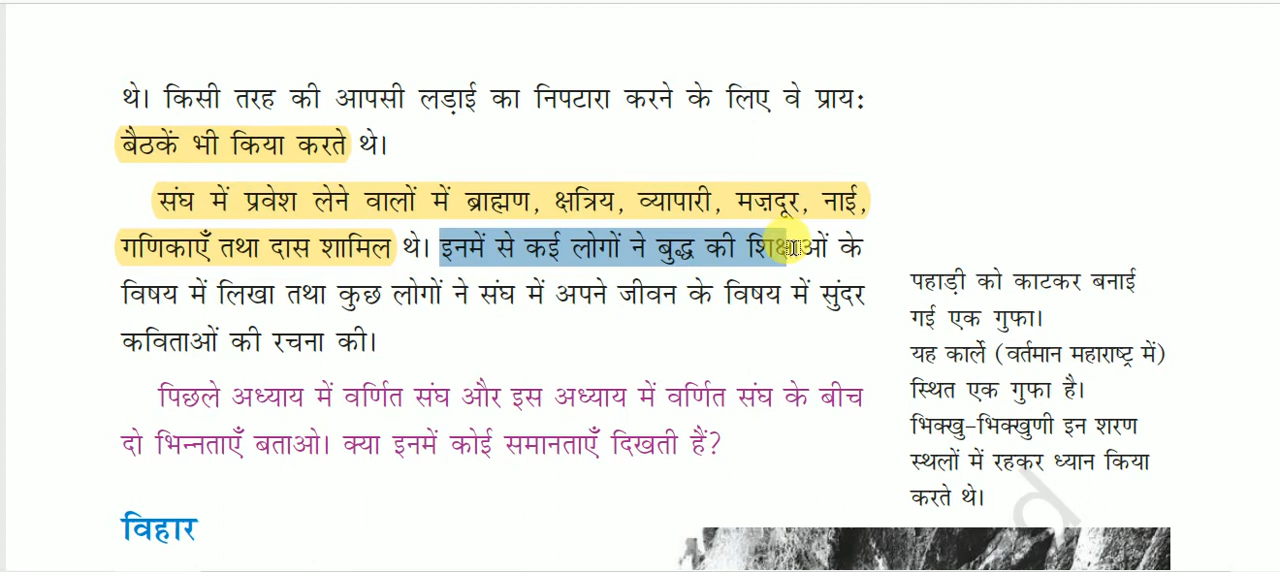 थे। किसी तरह की आपसी लड़ाई का निपटारा करने के लिए वे प्राय:
बैठकें भी किया करते थे।
संघ में प्रवेश लेने वालों में ब्राह्मण, क्षत्रिय, व्यापारी, मजदूर, नाई,
गणिकाएँ तथा दास शामिल थे। इनमें से कई लोगों ने बुद्ध की शिक्षाओं के
विषय में लिखा तथा कुछ लोगों ने संघ में अपने जीवन के विषय में सुंदर
कविताओं की रचना की।
पिछले अध्याय में वर्णित संघ और इस अध्याय में वर्णित संघ के बीच
दो भिन्नताएँ बताओ। क्या इनमें कोई समानताएँ दिखती हैं?
विहार
पहाड़ी को काटकर बनाई
गई एक गुफा।
यह कार्ले (वर्तमान महाराष्ट्र में)
स्थित एक गुफा है।
भिक्खु-भिक्खुणी इन शरण
स्थलों में रहकर ध्यान किया
करते थे।
d